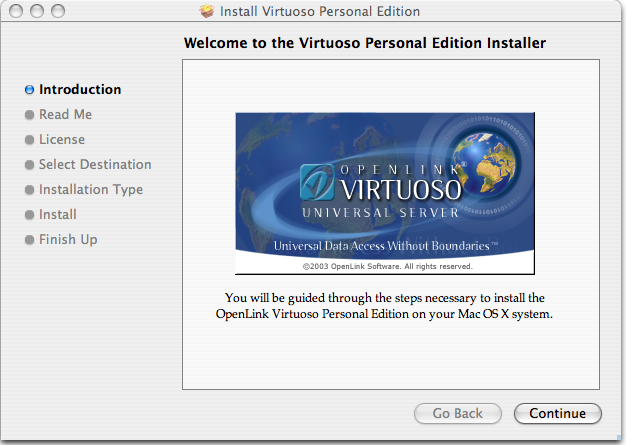 Install Virtuoso Personal Edition
Welcome to the Virtuoso Personal Edition Installer
Introduction
Read Me
License
Select Destination
Installation Type
Install
Finish Up
OPENLINK
VIRTUOSO®
UNIVERSAL SERVER
Universal Data Access Without Boundaries™
©2003 OpenLink Software. All rights reserved.
You will be guided through the steps necessary to install the
OpenLink Virtuoso Personal Edition on your Mac OS X system.
Go Back
Continue